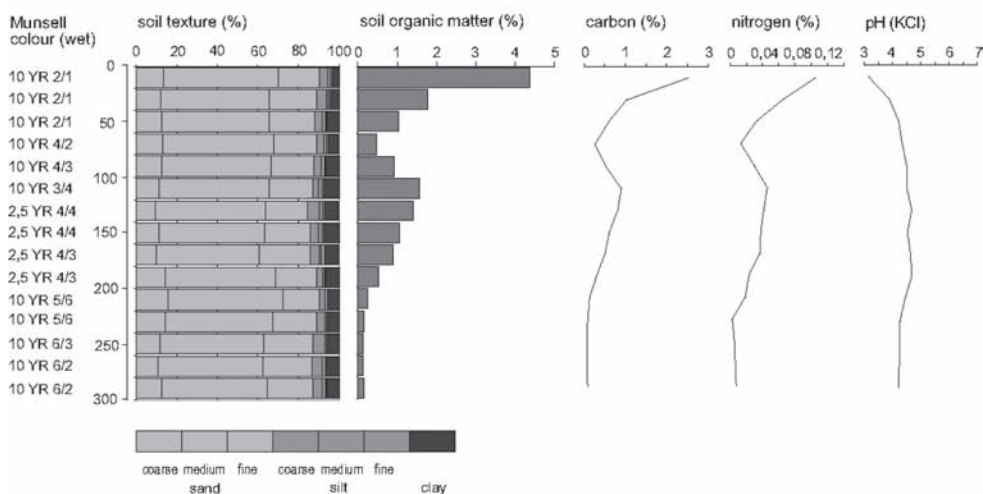 Munsell
colour (wet)
soil texture (%)
soil organic matter (%)
carbon (%)
nitrogen (%)
pH (KCl)
0 20 40 60 80 100
0 1 2 3 4 5
0 1 2 3
0 0,04 0,08 0,12
3 4 5 6 7
0
50
100
150
200
250
300
10 YR 2/1
10 YR 2/1
10 YR 2/1
10 YR 4/2
10 YR 4/3
10 YR 3/4
2,5 YR 4/4
2,5 YR 4/4
2,5 YR 4/3
2,5 YR 4/3
10 YR 5/6
10 YR 5/6
10 YR 6/3
10 YR 6/2
10 YR 6/2
coarse medium fine coarse medium fine
sand silt clay